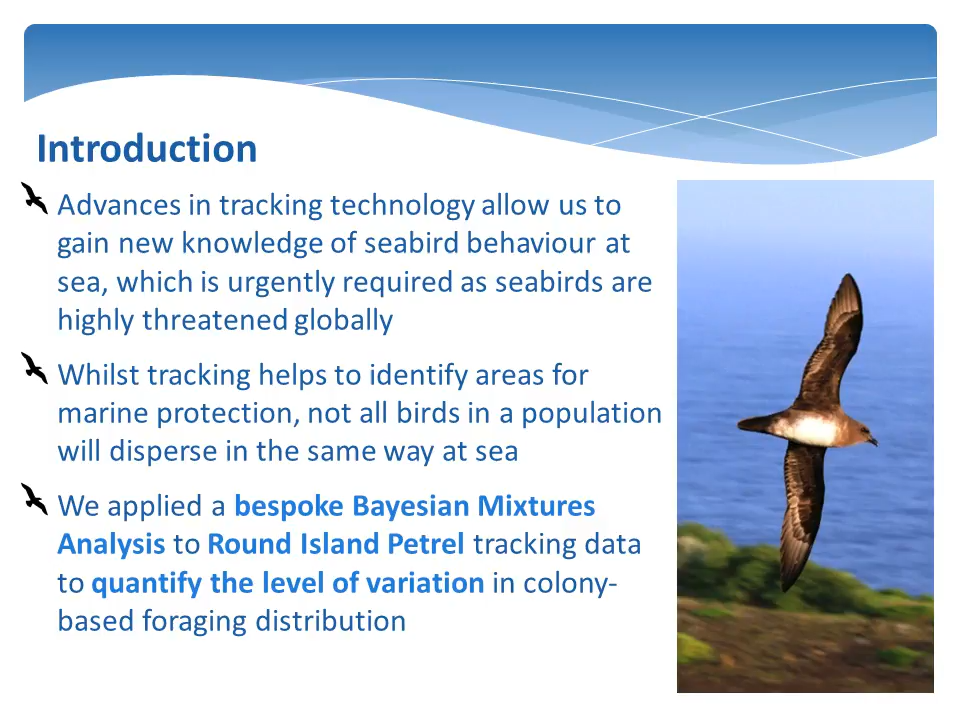 Introduction
Advances in tracking technology allow us to
gain new knowledge of seabird behaviour at
sea, which is urgently required as seabirds are
highly threatened globally
Whilst tracking helps to identify areas for
marine protection, not all birds in a population
will disperse in the same way at sea
We applied a bespoke Bayesian Mixtures
Analysis to Round Island Petrel tracking data
to quantify the level of variation in colony-
based foraging distribution